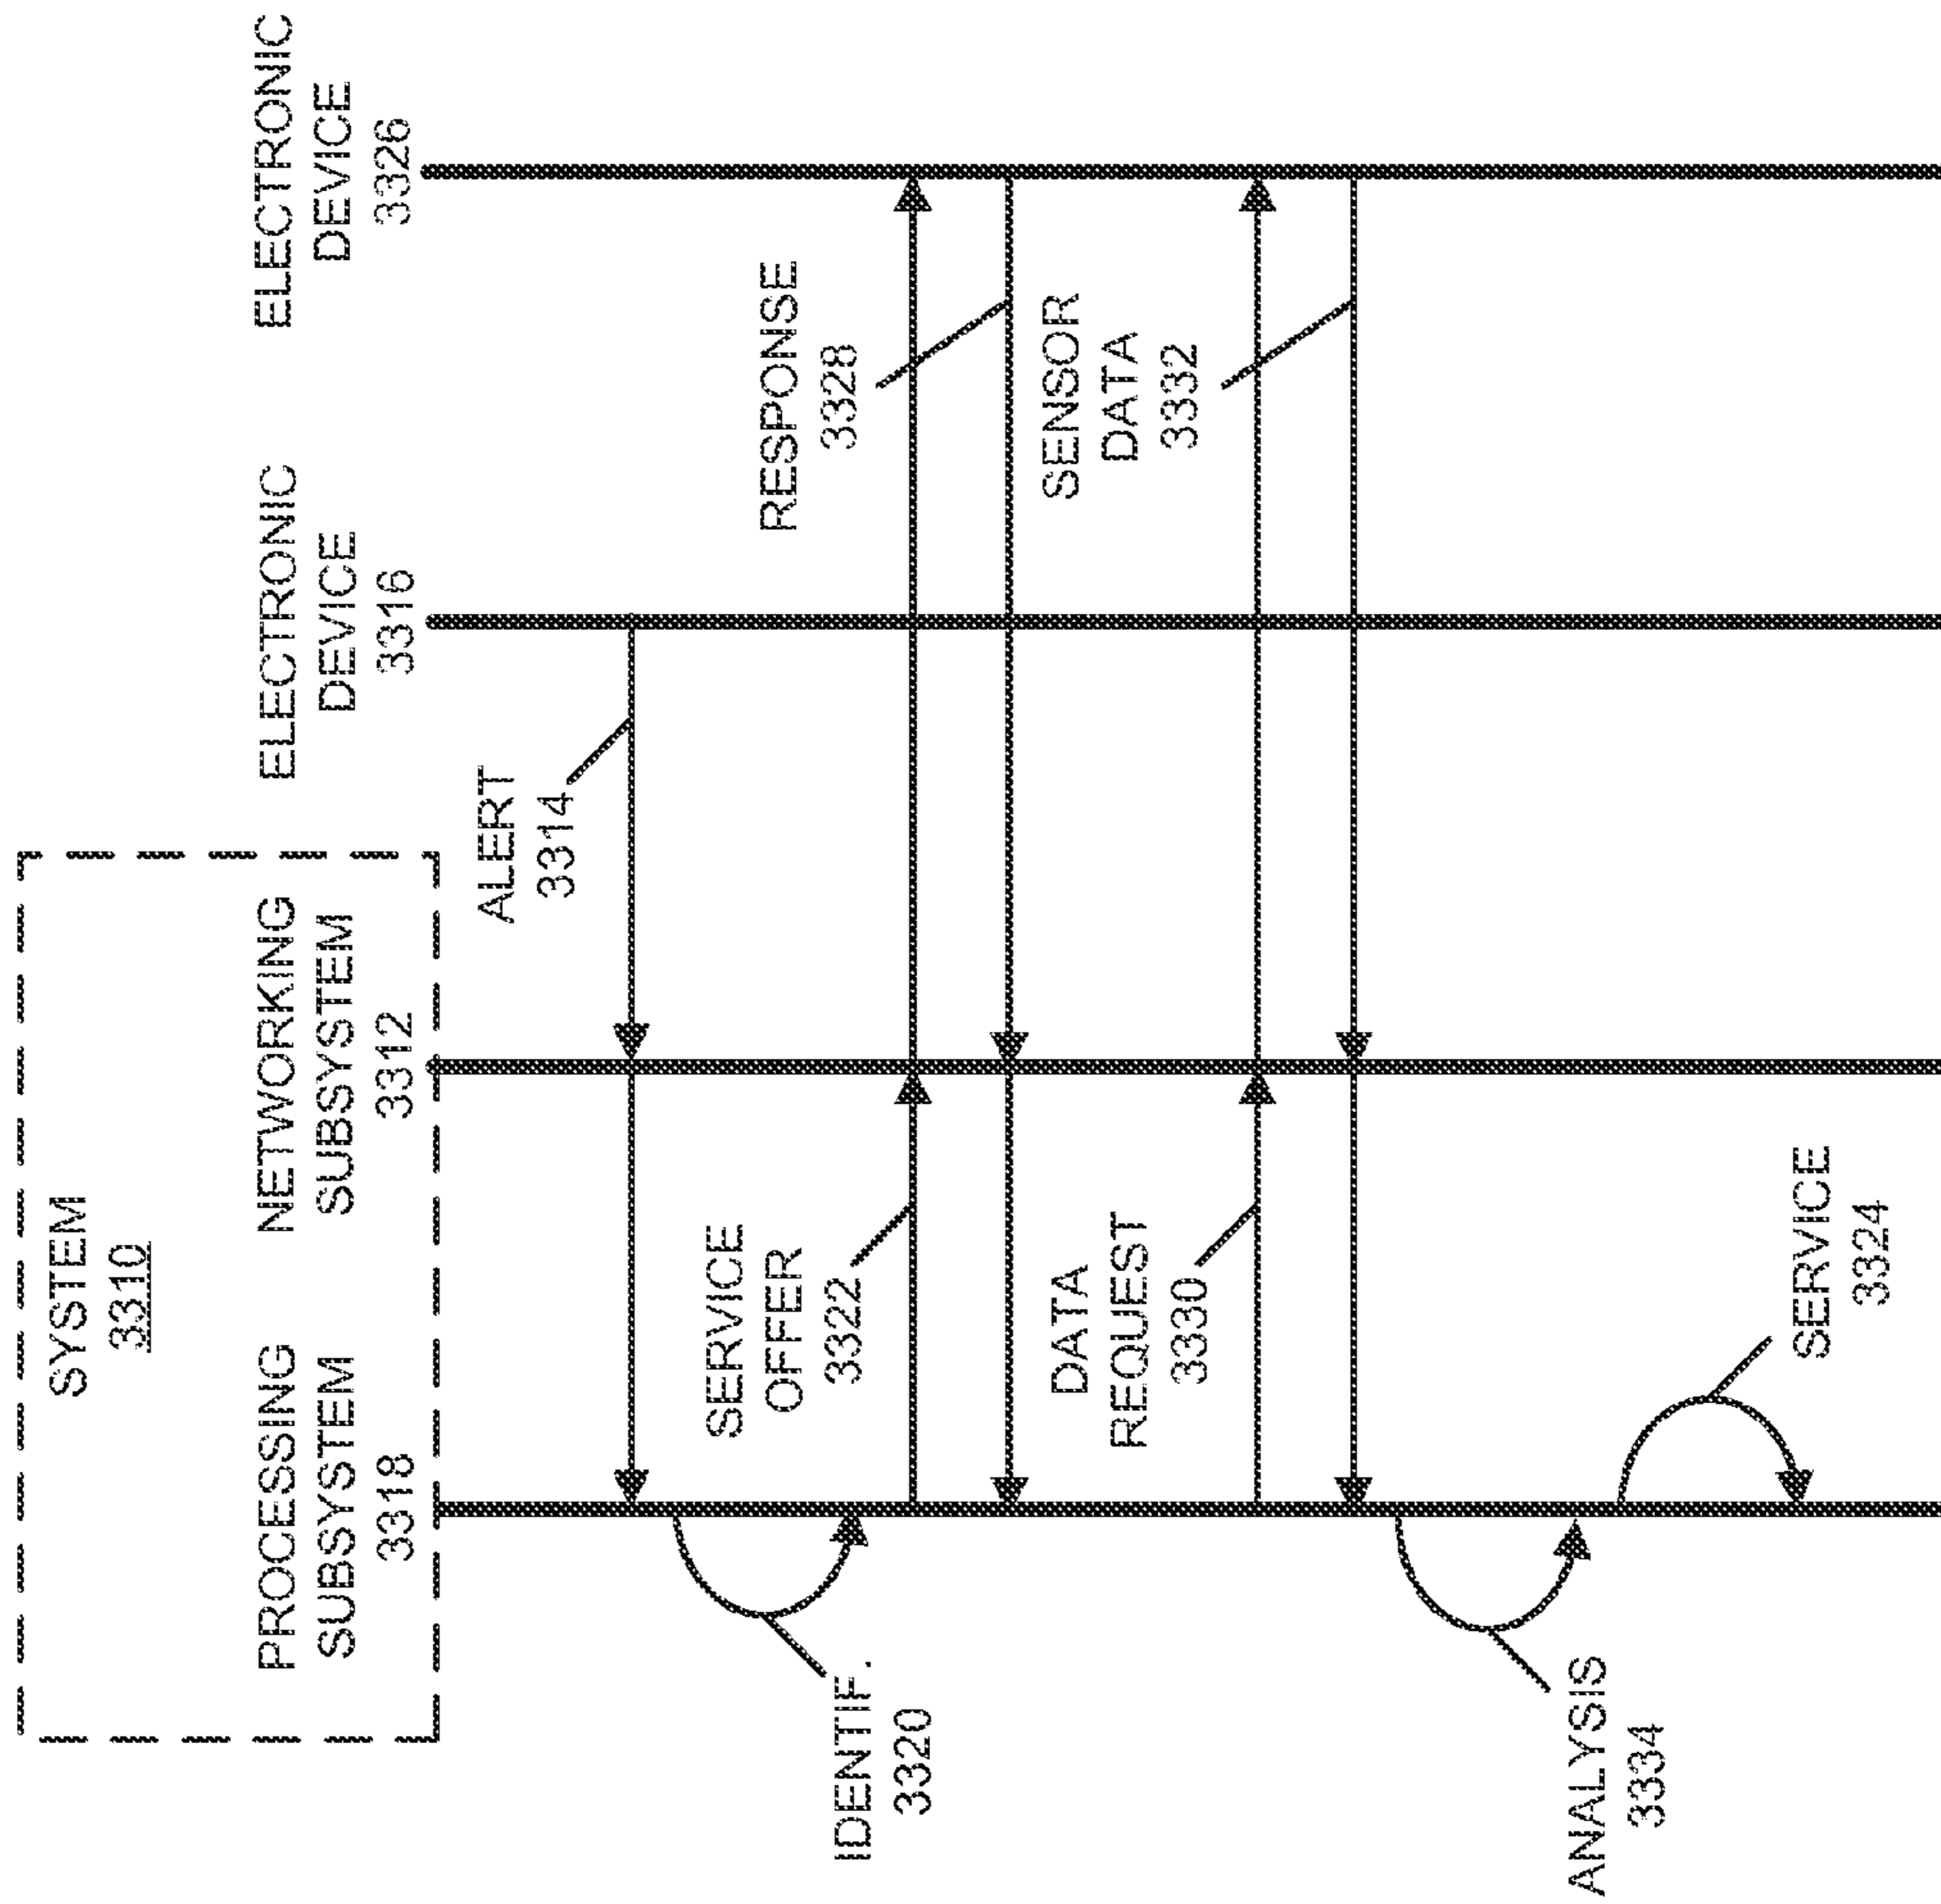 SYSTEM
3310
PROCESSING
SUBSYSTEM
3318
NETWORKING
SUBSYSTEM
3312
ELECTRONIC
DEVICE
3316
ELECTRONIC
DEVICE
3326
ALERT
3314
IDENTIF.
3320
SERVICE
OFFER
3322
RESPONSE
3328
DATA
REQUEST
3330
SENSOR
DATA
3332
ANALYSIS
3334
SERVICE
3324